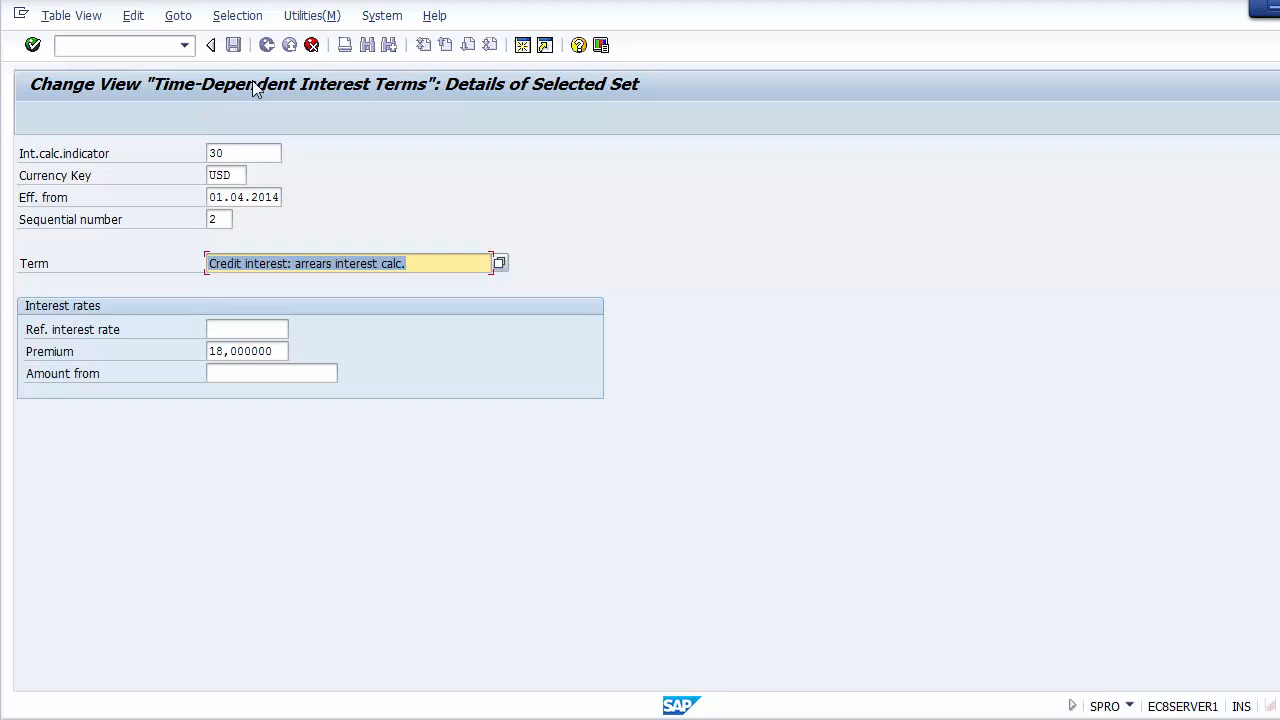 Table View Edit Goto Selection Utilities(M) System Help
Change View "Time-Dependent Interest Terms": Details of Selected Set
Int.calc.indicator 30
Currency Key USD
Eff. from 01.04.2014
Sequential number 2
Term Credit interest: arrears interest calc.
Interest rates
Ref. interest rate
Premium 18,000000
Amount from
SAP SPRO EC8SERVER1 INS